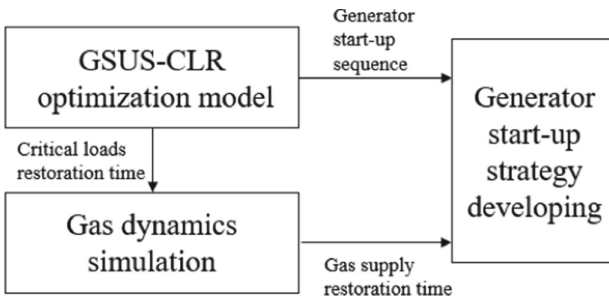 GSUS-CLR
optimization model
Generator
start-up
sequence
Critical loads
restoration time
Gas dynamics
simulation
Gas supply
restoration time
Generator
start-up
strategy
developing